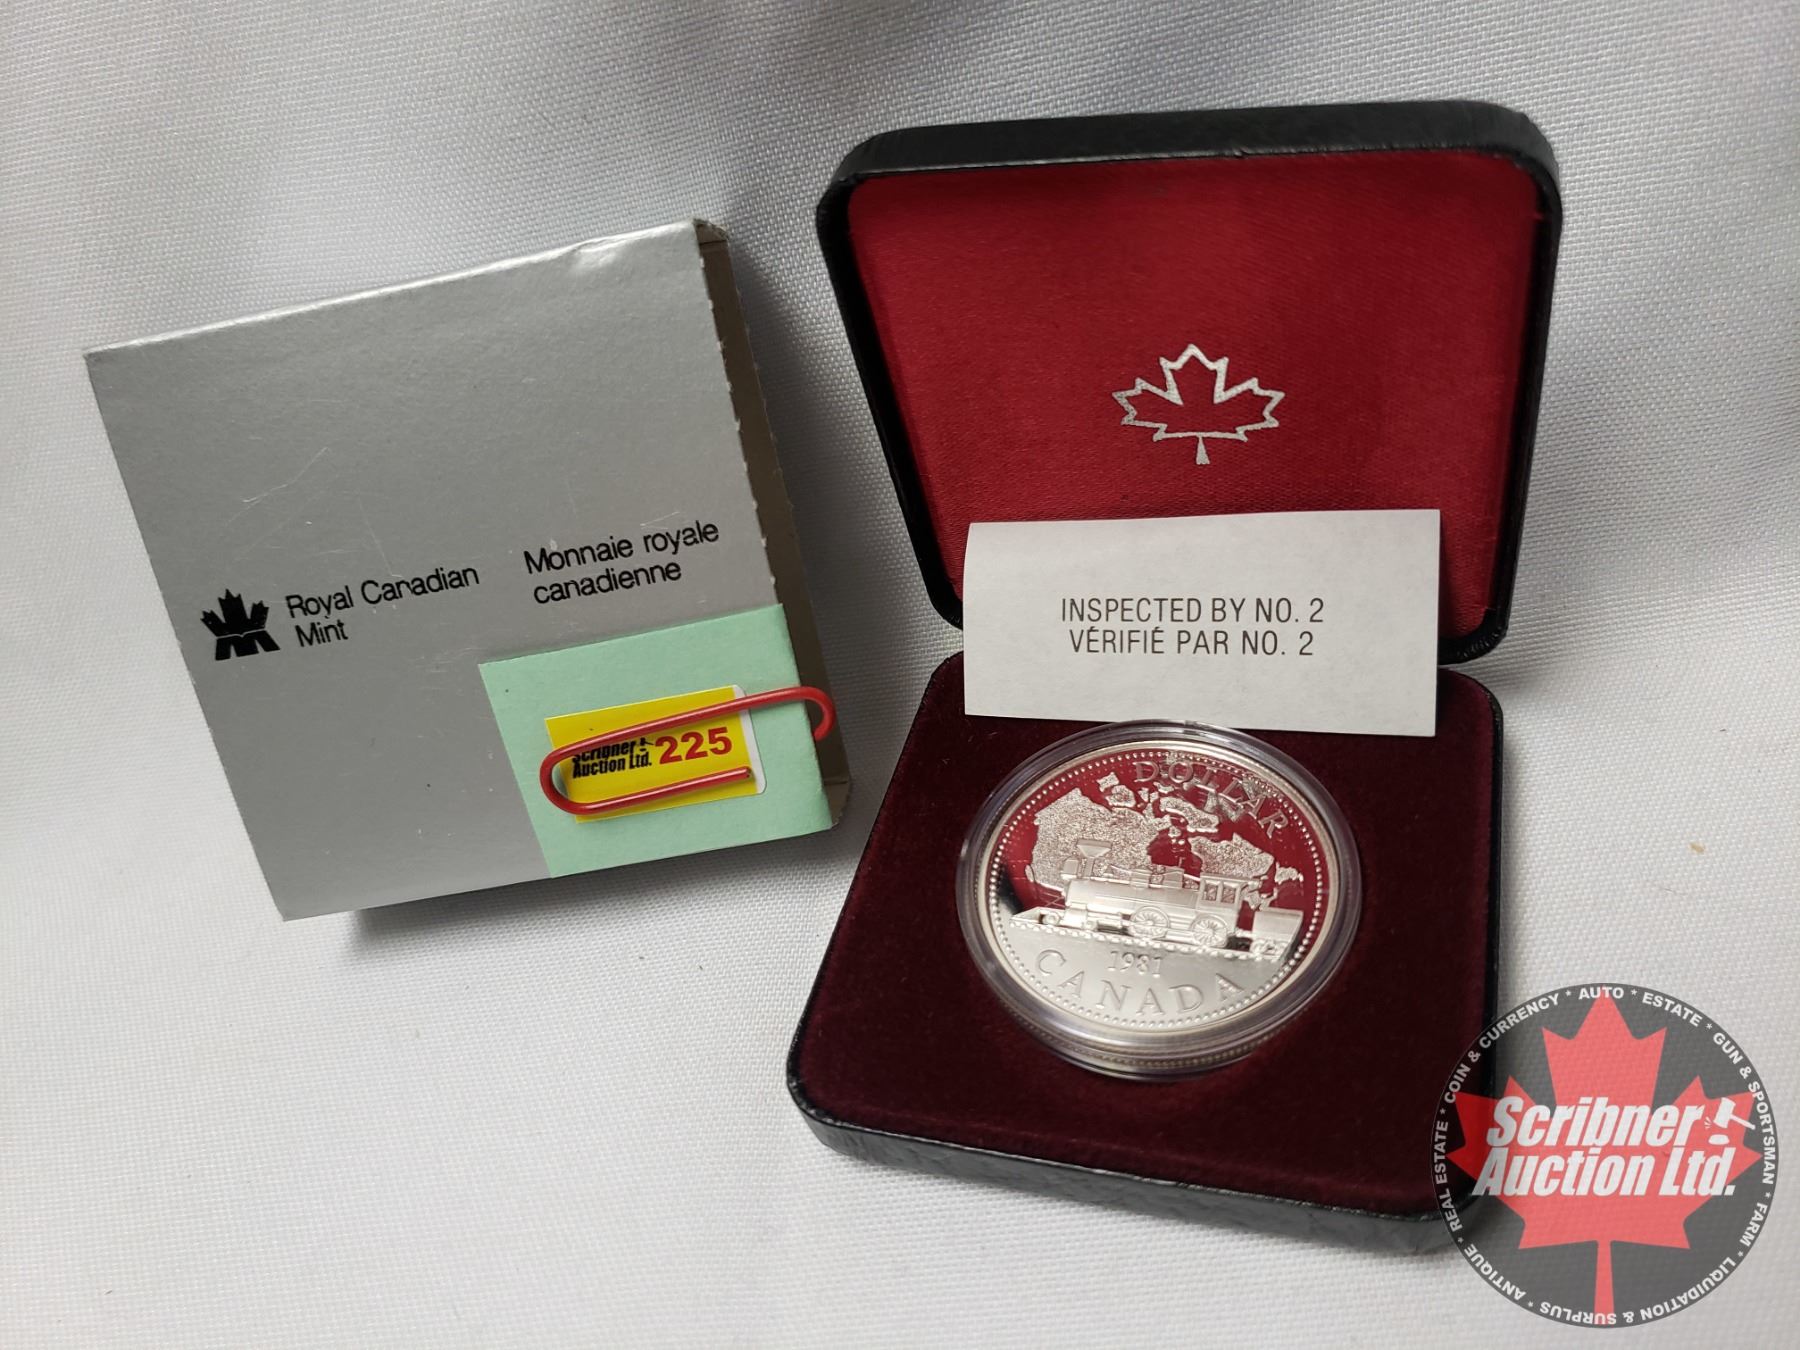 Royal Canadian
Mint
Monnaie royale
canadienne
Scribner
Auction Ltd.
225
INSPECTED BY NO. 2
VÉRIFIÉ PAR NO. 2
DOLLAR
1981
CANADA
REAL ESTATE * COIN & CURRENCY * AUTO * ESTATE * GUN & SPORTSMAN * FARM * LIQUIDATION & SURPLUS * ANTIQUE *
Scribner
Auction Ltd.